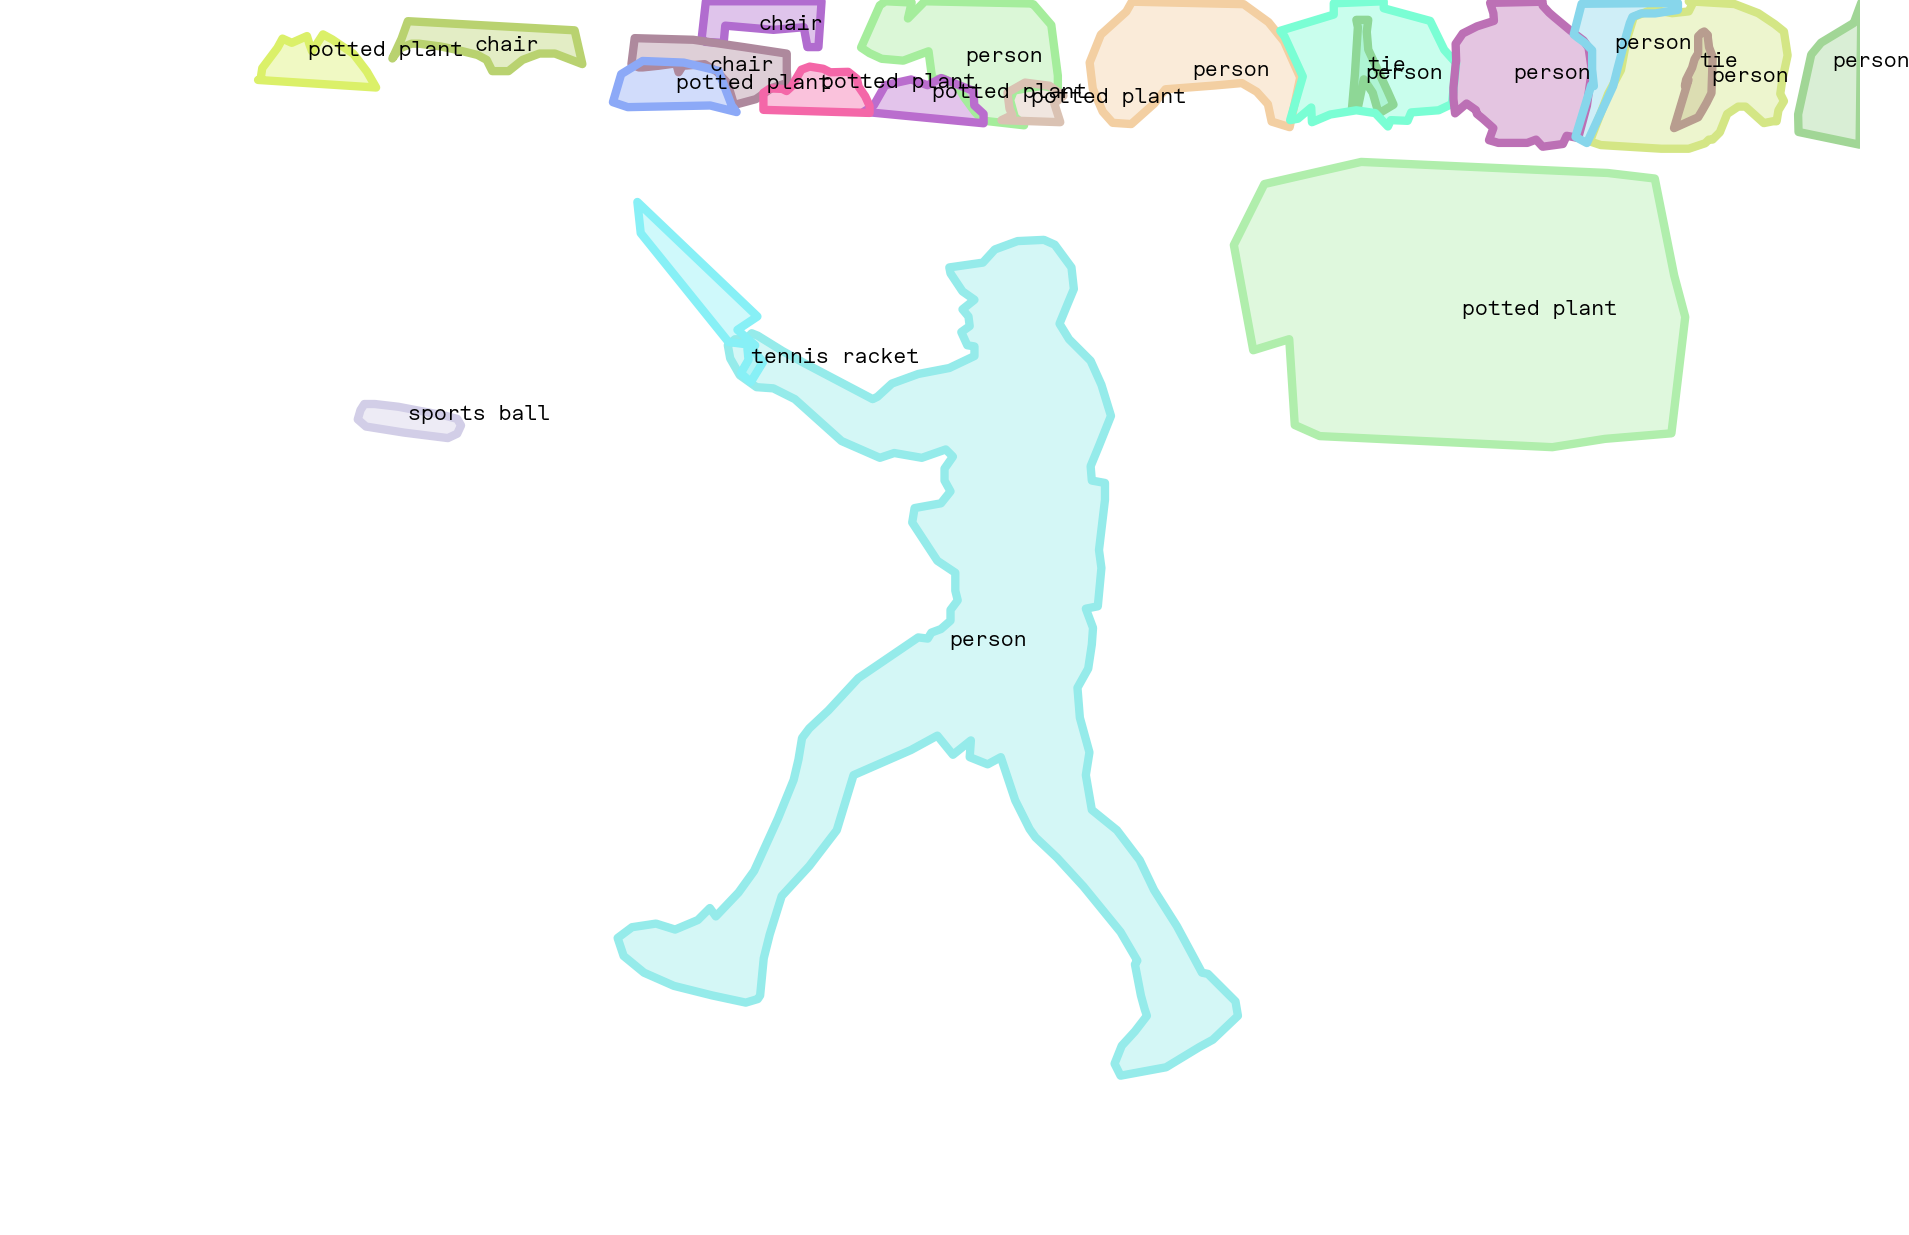 potted plant
chair
chair
chair
potted plant
potted plant
person
potted plant
potted plant
person
tie
person
person
person
tie
person
person
potted plant
tennis racket
sports ball
person